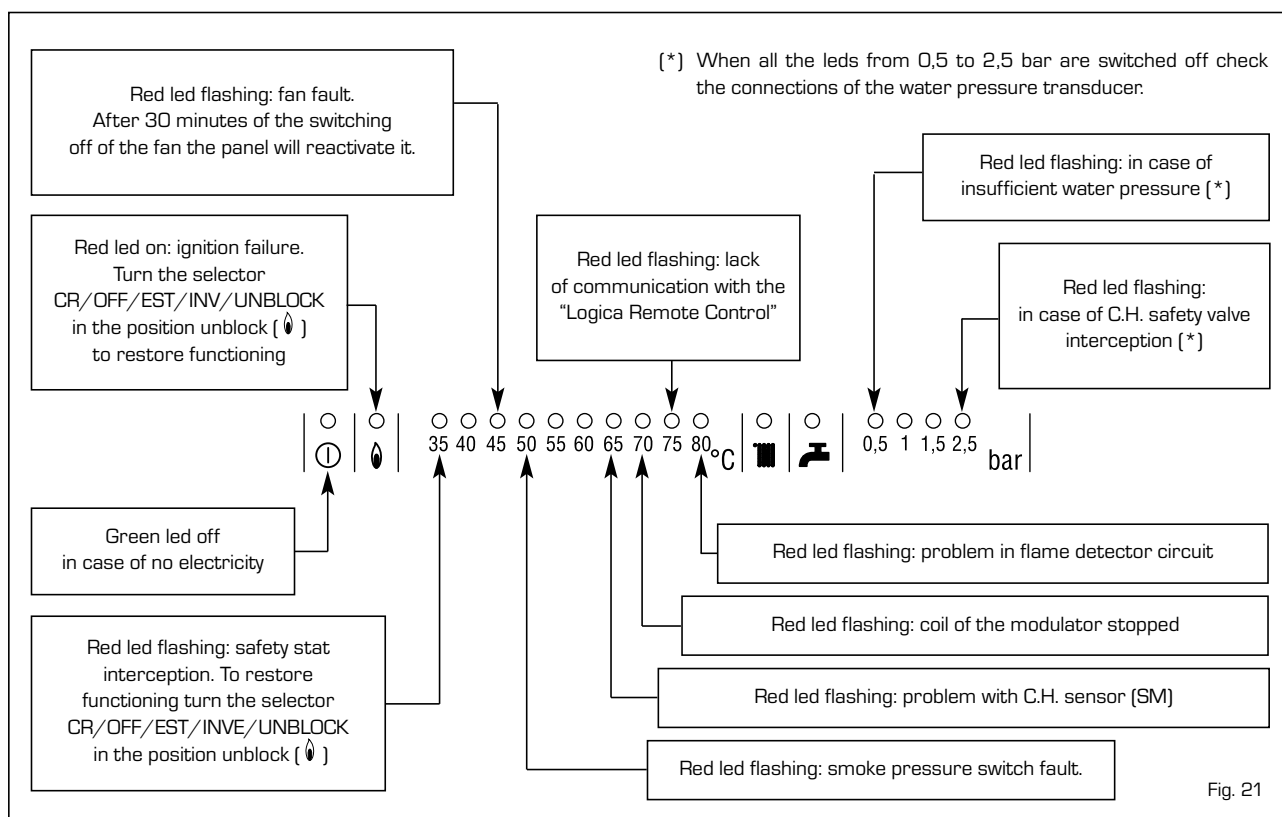 Red led flashing: fan fault.
After 30 minutes of the switching
off of the fan the panel will reactivate it.
(*) When all the leds from 0,5 to 2,5 bar are switched off check
the connections of the water pressure transducer.
Red led flashing: in case of
insufficient water pressure (*)
Red led on: ignition failure.
Turn the selector
CR/OFF/EST/INV/UNBLOCK
in the position unblock ( )
to restore functioning
Red led flashing: lack
of communication with the
“Logica Remote Control”
Red led flashing:
in case of C.H. safety valve
interception (*)
35 40 45 50 55 60 65 70 75 80 °C 0,5 1 1,5 2,5 bar
Green led off
in case of no electricity
Red led flashing: problem in flame detector circuit
Red led flashing: coil of the modulator stopped
Red led flashing: safety stat
interception. To restore
functioning turn the selector
CR/OFF/EST/INVE/UNBLOCK
in the position unblock ( )
Red led flashing: problem with C.H. sensor (SM)
Red led flashing: smoke pressure switch fault.
Fig. 21